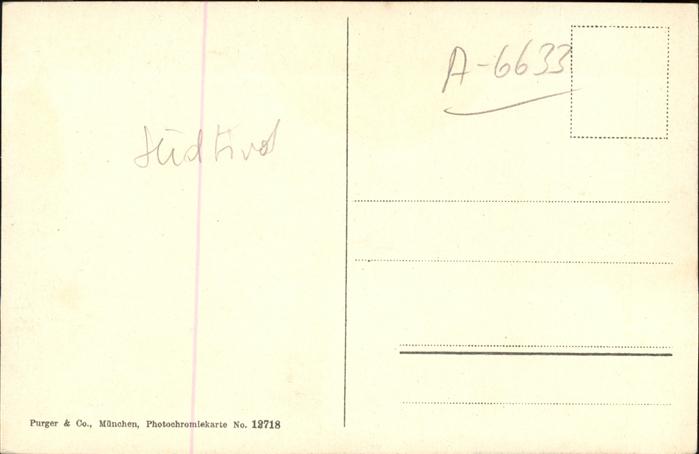 A-6633
Südtirol
Purger & Co., München, Photochromiekarte No. 12718